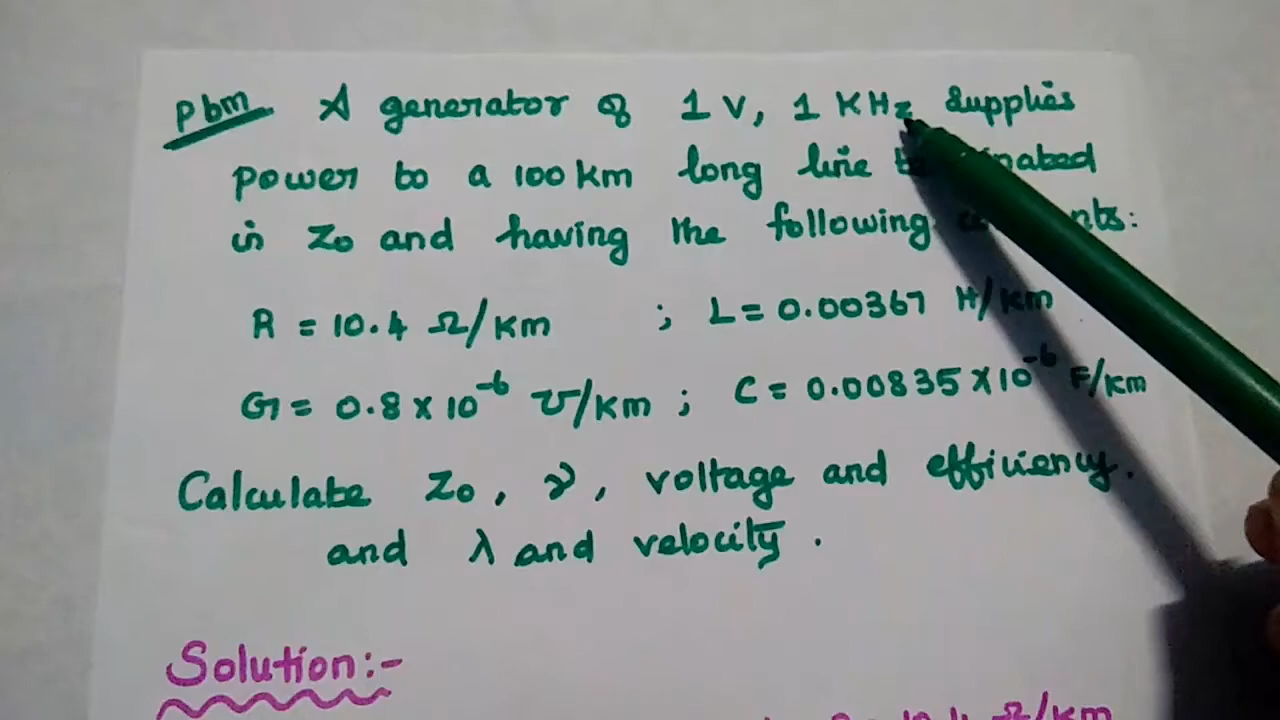 Pbm A generator of 1 V, 1 KHz supplies
power to a 100 km long line
in Zo and having the following
R = 10.4 Ω/km ; L = 0.00367 H/km
G = 0.8 x 10⁻⁶ ℧/km ; C = 0.00835 x 10⁻⁶ F/km
Calculate Zo, γ, voltage and efficiency.
and λ and velocity.
Solution:-